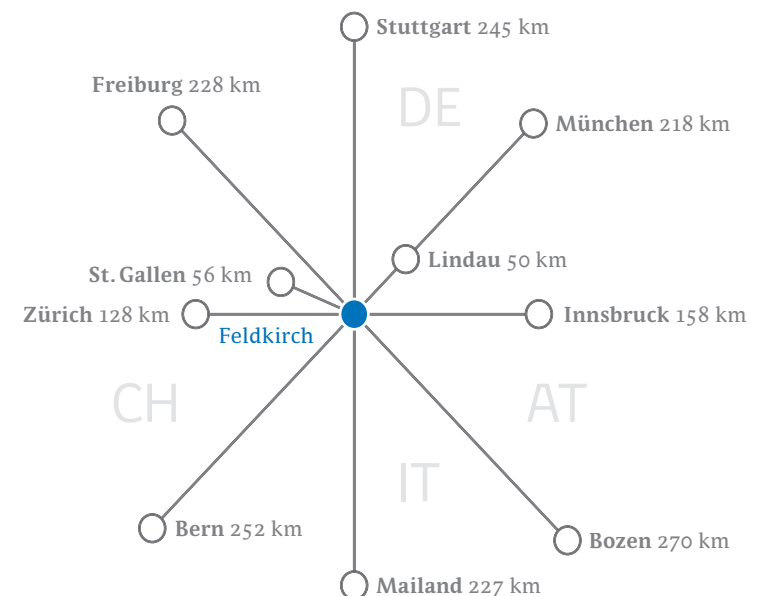 Stuttgart 245 km
Freiburg 228 km
DE
München 218 km
Lindau 50 km
St. Gallen 56 km
Zürich 128 km
Innsbruck 158 km
Feldkirch
CH
AT
IT
Bern 252 km
Bozen 270 km
Mailand 227 km